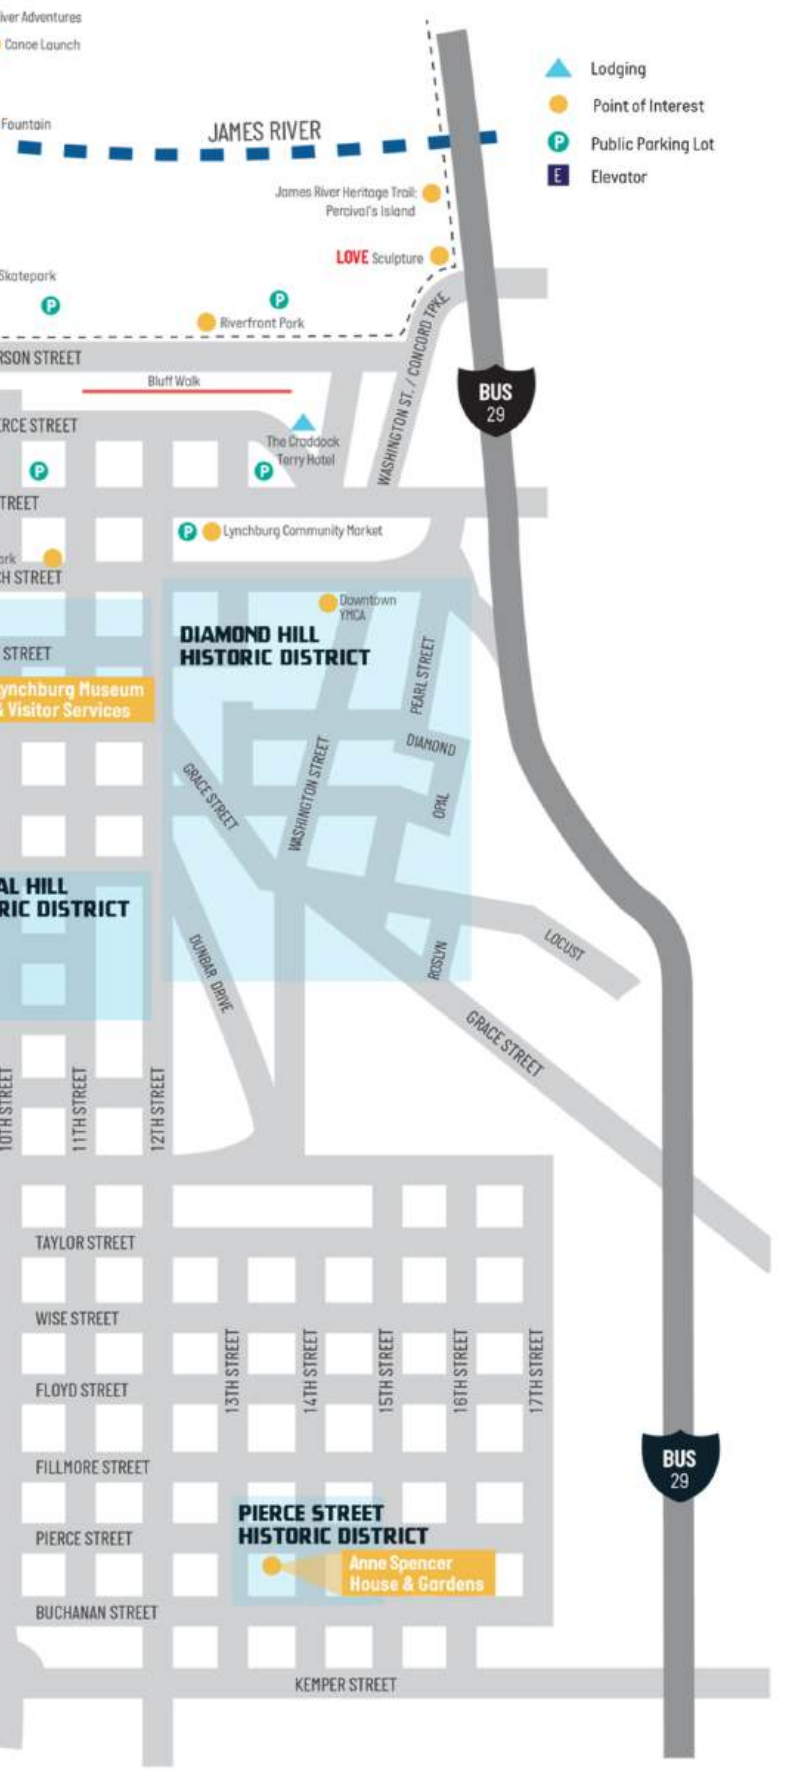 iver Adventures
Canoe Launch
Fountain
JAMES RIVER
Lodging
Point of Interest
P Public Parking Lot
E Elevator
James River Heritage Trail:
Percival's Island
LOVE Sculpture
Skatepark
P
P
Riverfront Park
WASHINGTON ST. / CONCORD TPKE.
RSON STREET
Bluff Walk
BUS
29
ERCE STREET
The Craddock
Terry Hotel
P
P
TREET
P
Lynchburg Community Market
ark
CH STREET
Downtown
YMCA
DIAMOND HILL
HISTORIC DISTRICT
STREET
PEARL STREET
ynchburg Museum
& Visitor Services
DIAMOND
GRACE STREET
WASHINGTON STREET
OPAL
AL HILL
RIC DISTRICT
DUNBAR DRIVE
ROSLYN
LOCUST
GRACE STREET
10TH STREET
11TH STREET
12TH STREET
TAYLOR STREET
WISE STREET
13TH STREET
14TH STREET
15TH STREET
16TH STREET
17TH STREET
FLOYD STREET
FILLMORE STREET
BUS
29
PIERCE STREET
HISTORIC DISTRICT
PIERCE STREET
Anne Spencer
House & Gardens
BUCHANAN STREET
KEMPER STREET